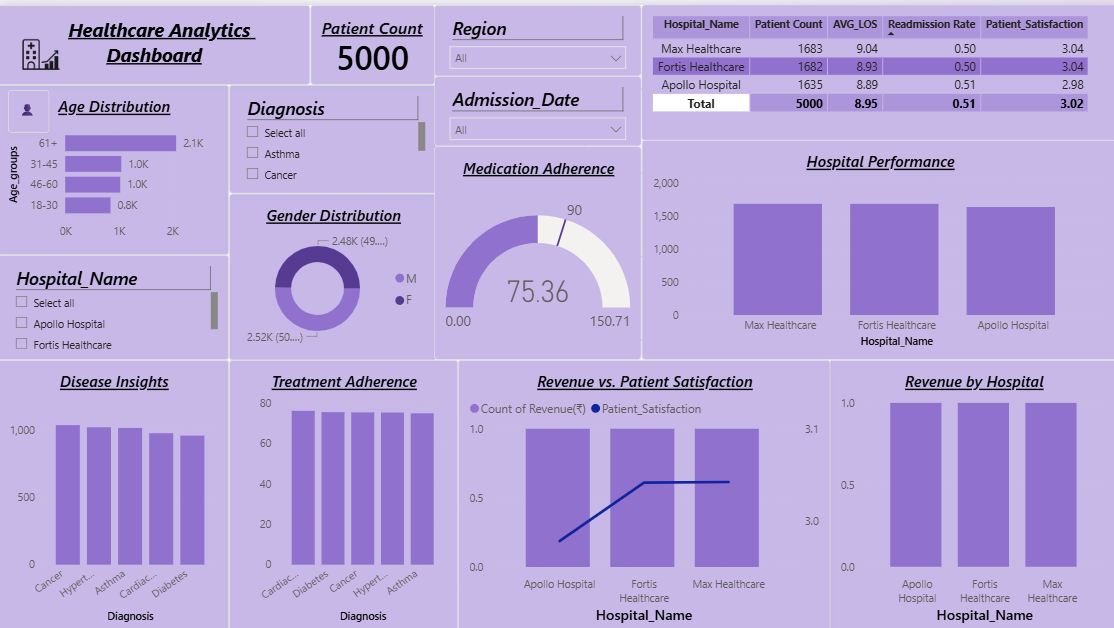 Healthcare Analytics
Dashboard
Patient Count
5000
Region
All
Admission_Date
All
Hospital_Name Patient Count AVG_LOS Readmission Rate Patient_Satisfaction
Max Healthcare 1683 9.04 0.50 3.04
Fortis Healthcare 1682 8.93 0.50 3.04
Apollo Hospital 1635 8.89 0.51 2.98
Total 5000 8.95 0.51 3.02
Age Distribution
Age_groups
61+ 2.1K
31-45 1.0K
46-60 1.0K
18-30 0.8K
0K 1K 2K
Diagnosis
Select all
Asthma
Cancer
Gender Distribution
2.48K (49....)
M
F
2.52K (50....)
Medication Adherence
90
75.36
0.00 150.71
Hospital Performance
2,000
1,500
1,000
500
0
Max Healthcare Fortis Healthcare Apollo Hospital
Hospital_Name
Hospital_Name
Select all
Apollo Hospital
Fortis Healthcare
Disease Insights
1,000
500
0
Cancer Hypert... Asthma Cardiac... Diabetes
Diagnosis
Treatment Adherence
80
60
40
20
0
Cardiac... Diabetes Cancer Hypert... Asthma
Diagnosis
Revenue vs. Patient Satisfaction
Count of Revenue(₹) Patient_Satisfaction
1.0 3.1
0.5
3.0
0.0
Apollo Hospital Fortis Healthcare Max Healthcare
Hospital_Name
Revenue by Hospital
1.0
0.5
0.0
Apollo Hospital Fortis Healthcare Max Healthcare
Hospital_Name